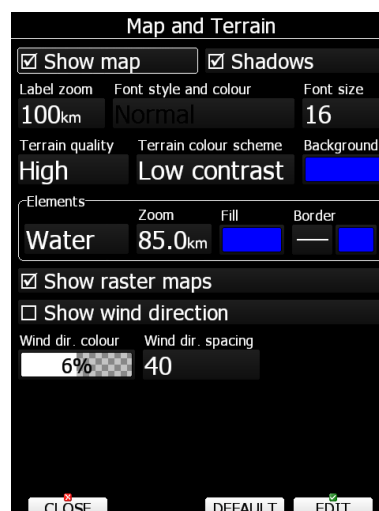 Map and Terrain
Show map Shadows
Label zoom Font style and colour Font size
100km Normal 16
Terrain quality Terrain colour scheme Background
High Low contrast
Elements
Zoom Fill Border
Water 85.0km
Show raster maps
Show wind direction
Wind dir. colour Wind dir. spacing
6% 40
CLOSE DEFAULT EDIT